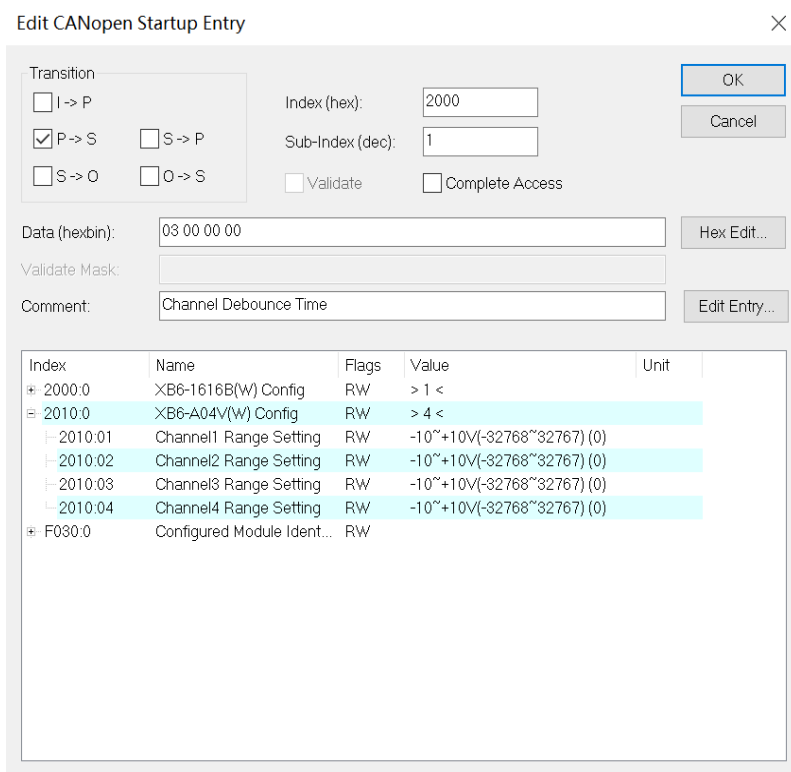 Edit CANopen Startup Entry
Transition
I -> P
P -> S
S -> P
S -> O
O -> S
Index (hex):
2000
Sub-Index (dec):
1
Validate
Complete Access
OK
Cancel
Data (hexbin):
03 00 00 00
Hex Edit...
Validate Mask:
Comment:
Channel Debounce Time
Edit Entry...
Index Name Flags Value Unit
2000:0 XB6-1616B(W) Config RW > 1 <
2010:0 XB6-A04V(W) Config RW > 4 <
2010:01 Channel1 Range Setting RW -10~+10V(-32768~32767) (0)
2010:02 Channel2 Range Setting RW -10~+10V(-32768~32767) (0)
2010:03 Channel3 Range Setting RW -10~+10V(-32768~32767) (0)
2010:04 Channel4 Range Setting RW -10~+10V(-32768~32767) (0)
F030:0 Configured Module Ident... RW